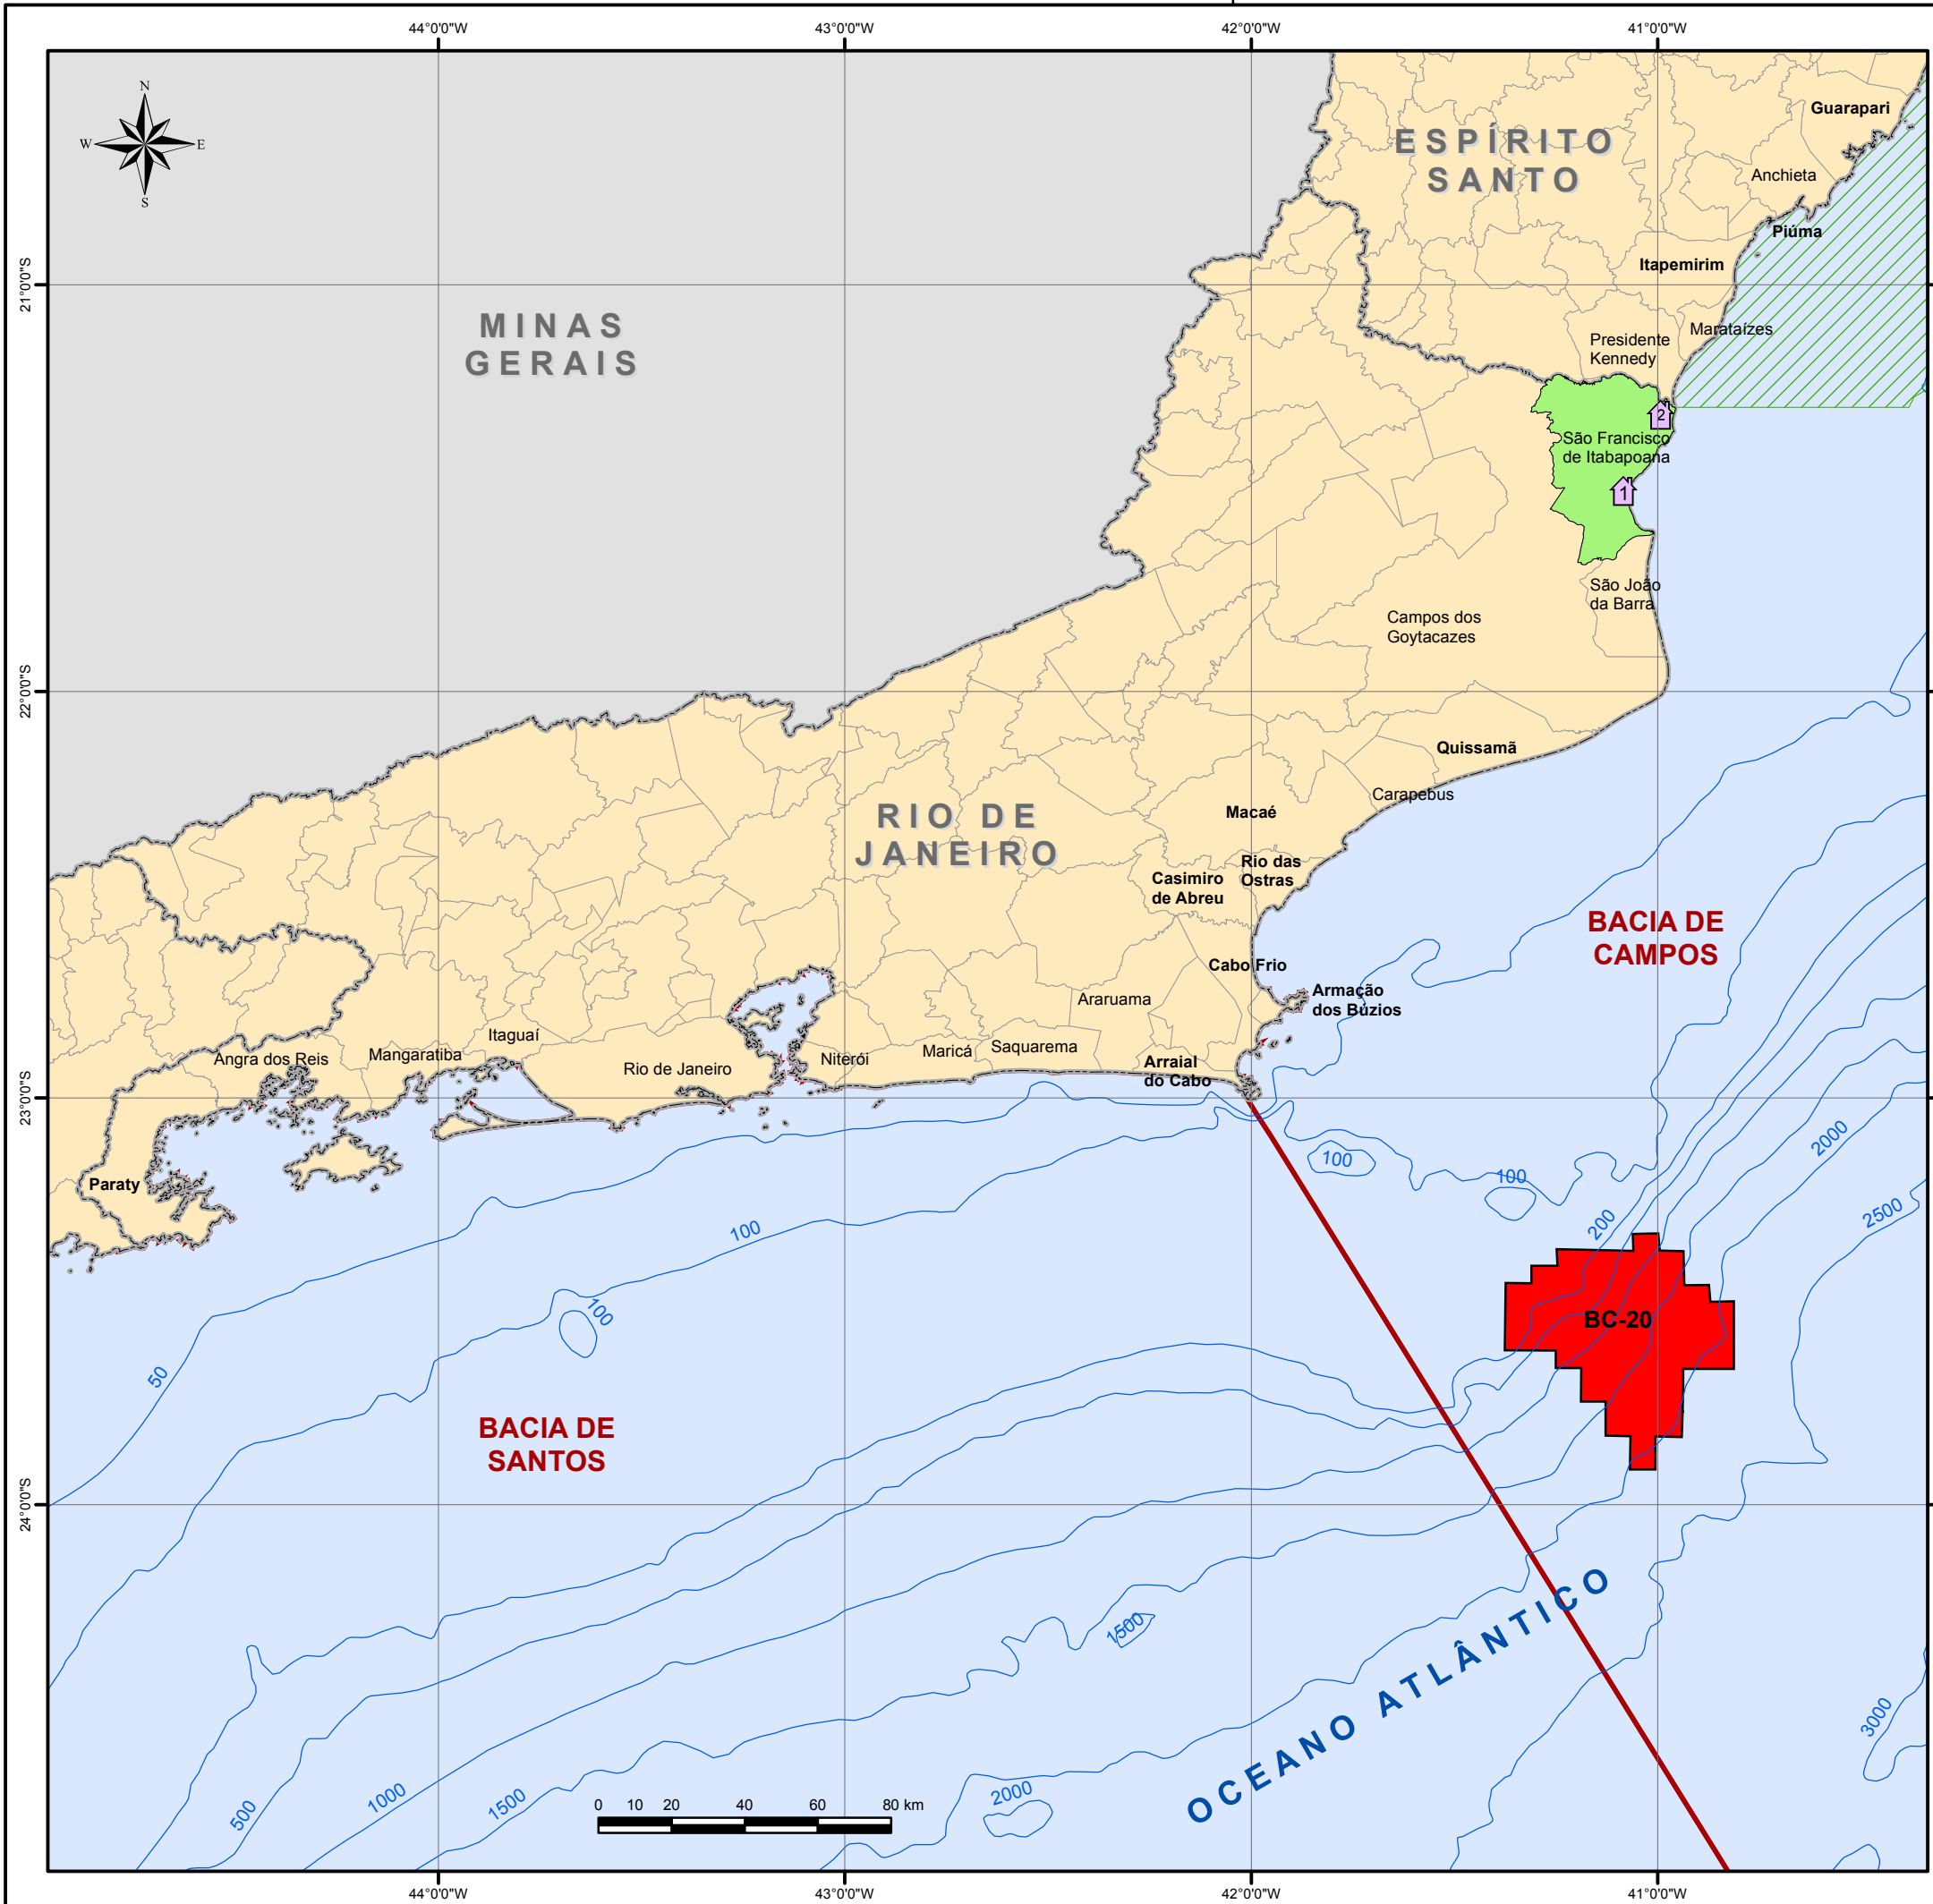 44°0'0"W
43°0'0"W
42°0'0"W
41°0'0"W
N
W
E
S
Guarapari
ESPÍRITO
SANTO
Anchieta
Piúma
Itapemirim
21°0'0"S
MINAS
GERAIS
Marataízes
Presidente
Kennedy
2
São Francisco
de Itabapoana
1
São João
da Barra
Campos dos
Goytacazes
22°0'0"S
Quissamã
Carapebus
Macaé
RIO DE
JANEIRO
Rio das
Ostras
Casimiro
de Abreu
BACIA DE
CAMPOS
Cabo Frio
Armação
dos Búzios
Araruama
Itaguaí
Mangaratiba
Angra dos Reis
Rio de Janeiro
Niterói
Maricá
Saquarema
Arraial
do Cabo
23°0'0"S
Paraty
100
100
200
2000
2500
100
100
50
BC-20
BACIA DE
SANTOS
24°0'0"S
OCEANO ATLÂNTICO
1500
3000
500
1000
1500
2000
0 10 20 40 60 80 km
44°0'0"W
43°0'0"W
42°0'0"W
41°0'0"W